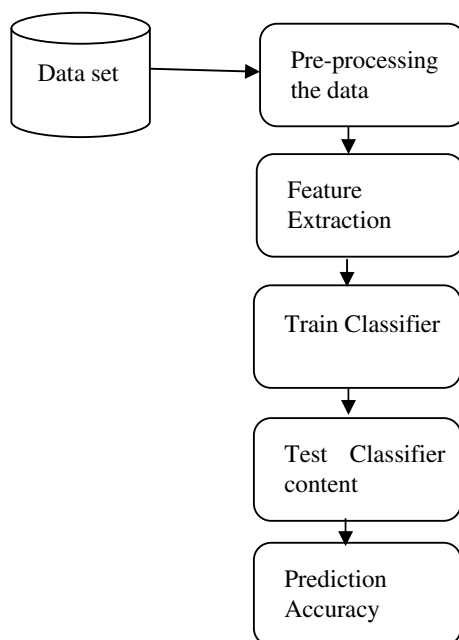 Data set
Pre-processing
the data
Feature
Extraction
Train Classifier
Test Classifier
content
Prediction
Accuracy